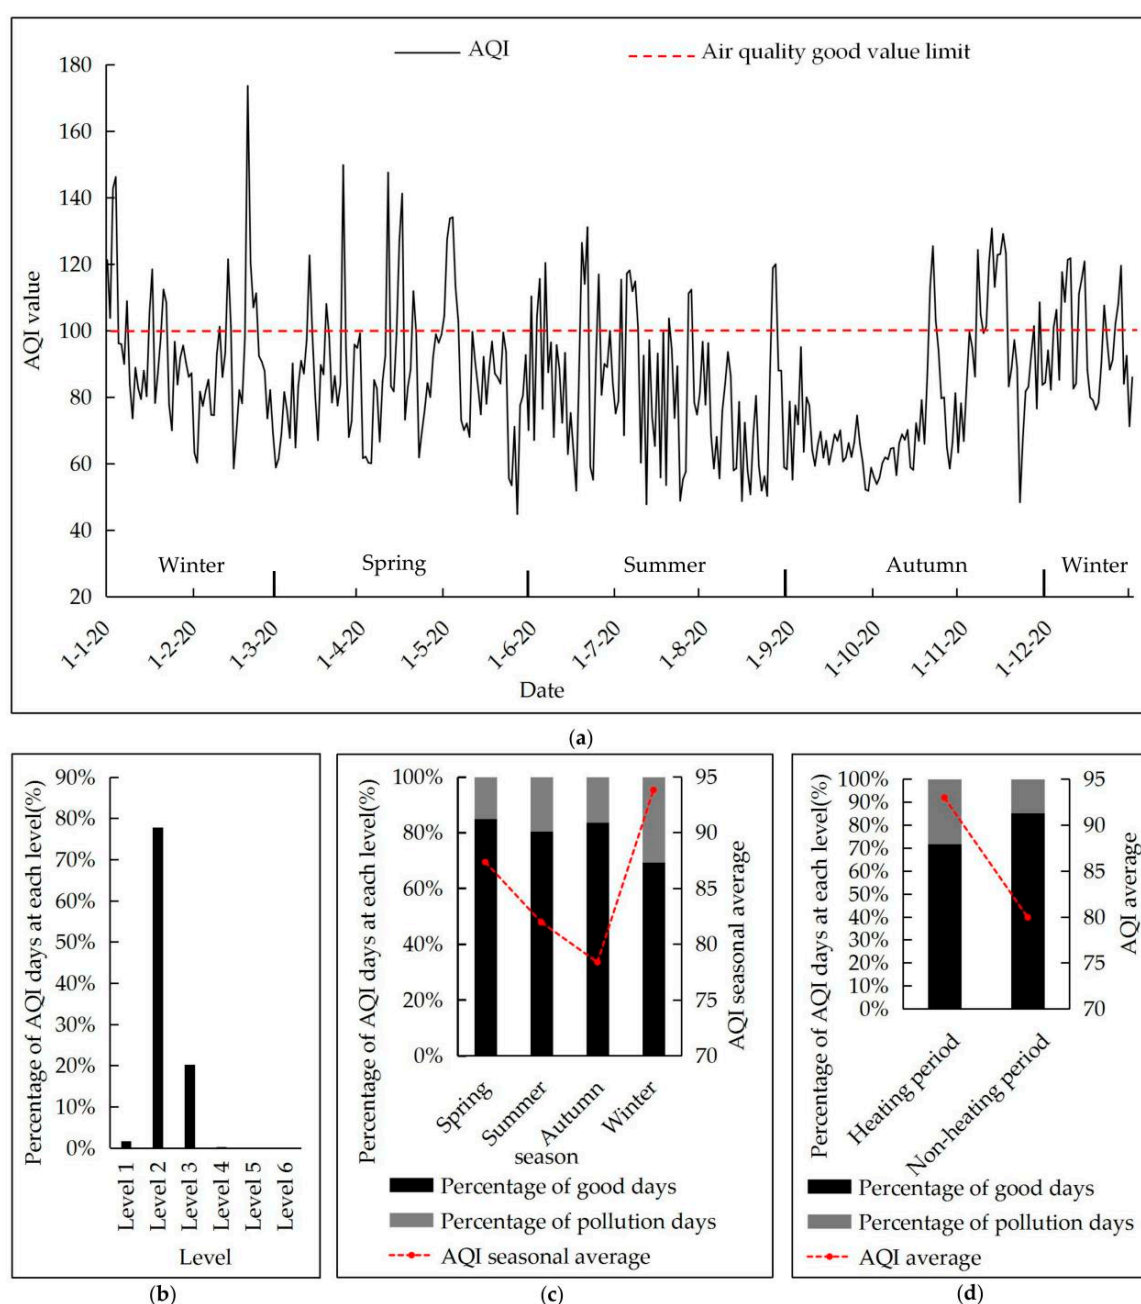 AQI
Air quality good value limit
180
160
140
120
100
80
60
40
20
AQI value
Winter
Spring
Summer
Autumn
Winter
1-1-20
1-2-20
1-3-20
1-4-20
1-5-20
1-6-20
1-7-20
1-8-20
1-9-20
1-10-20
1-11-20
1-12-20
Date
(a)
Percentage of AQI days at each level(%)
90%
80%
70%
60%
50%
40%
30%
20%
10%
0%
Level 1
Level 2
Level 3
Level 4
Level 5
Level 6
Level
(b)
Percentage of AQI days at each level(%)
100%
80%
60%
40%
20%
0%
95
90
85
80
75
70
AQI seasonal average
Spring
Summer
Autumn
Winter
season
Percentage of good days
Percentage of pollution days
AQI seasonal average
(c)
Percentage of AQI days at each level(%)
100%
90%
80%
70%
60%
50%
40%
30%
20%
10%
0%
95
90
85
80
75
70
AQI average
Heating period
Non-heating period
Percentage of good days
Percentage of pollution days
AQI average
(d)